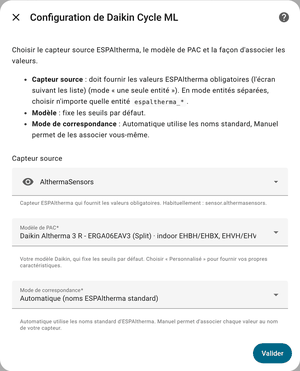 Configuration de Daikin Cycle ML
Choisir le capteur source ESPAltherma, le modèle de PAC et la façon d'associer les
valeurs.
• Capteur source : doit fournir les valeurs ESPAltherma obligatoires (l'écran
suivant les liste) (mode « une seule entité »). En mode entités séparées,
choisir n'importe quelle entité espaltherma_* .
• Modèle : fixe les seuils par défaut.
• Mode de correspondance : Automatique utilise les noms standard, Manuel
permet de les associer vous-même.
Capteur source
AlthermaSensors
Capteur ESPAltherma qui fournit les valeurs obligatoires. Habituellement : sensor.althermasensors.
Modèle de PAC*
Daikin Altherma 3 R - ERGA06EAV3 (Split) · indoor EHBH/EHBX, EHVH/EHV
Votre modèle Daikin, qui fixe les seuils par défaut. Choisir « Personnalisé » pour fournir vos propres
caractéristiques.
Mode de correspondance*
Automatique (noms ESPAltherma standard)
Automatique utilise les noms standard d'ESPAltherma. Manuel permet d'associer chaque valeur au nom
de votre capteur.
Valider